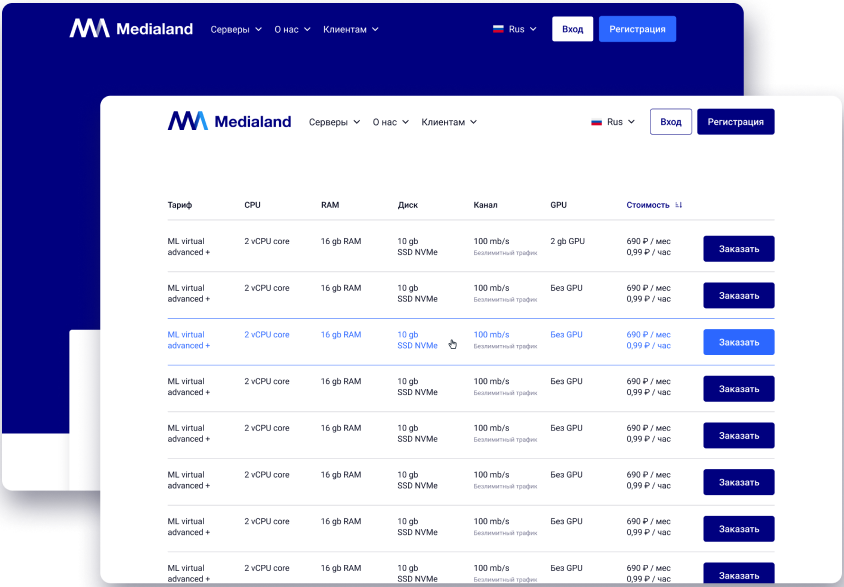 Medialand Серверы О нас Клиентам Rus Вход Регистрация
Medialand Серверы О нас Клиентам Rus Вход Регистрация
Тариф CPU RAM Диск Канал GPU Стоимость
ML virtual 2 vCPU core 16 gb RAM 10 gb 100 mb/s 2 gb GPU 690 ₽ / мес Заказать
advanced + SSD NVMe Безлимитный трафик 0,99 ₽ / час
ML virtual 2 vCPU core 16 gb RAM 10 gb 100 mb/s Без GPU 690 ₽ / мес Заказать
advanced + SSD NVMe Безлимитный трафик 0,99 ₽ / час
ML virtual 2 vCPU core 16 gb RAM 10 gb 100 mb/s Без GPU 690 ₽ / мес Заказать
advanced + SSD NVMe Безлимитный трафик 0,99 ₽ / час
ML virtual 2 vCPU core 16 gb RAM 10 gb 100 mb/s Без GPU 690 ₽ / мес Заказать
advanced + SSD NVMe Безлимитный трафик 0,99 ₽ / час
ML virtual 2 vCPU core 16 gb RAM 10 gb 100 mb/s Без GPU 690 ₽ / мес Заказать
advanced + SSD NVMe Безлимитный трафик 0,99 ₽ / час
ML virtual 2 vCPU core 16 gb RAM 10 gb 100 mb/s Без GPU 690 ₽ / мес Заказать
advanced + SSD NVMe Безлимитный трафик 0,99 ₽ / час
ML virtual 2 vCPU core 16 gb RAM 10 gb 100 mb/s Без GPU 690 ₽ / мес Заказать
advanced + SSD NVMe Безлимитный трафик 0,99 ₽ / час
ML virtual 2 vCPU core 16 gb RAM 10 gb 100 mb/s Без GPU 690 ₽ / мес Заказать
advanced + SSD NVMe Безлимитный трафик 0,99 ₽ / час